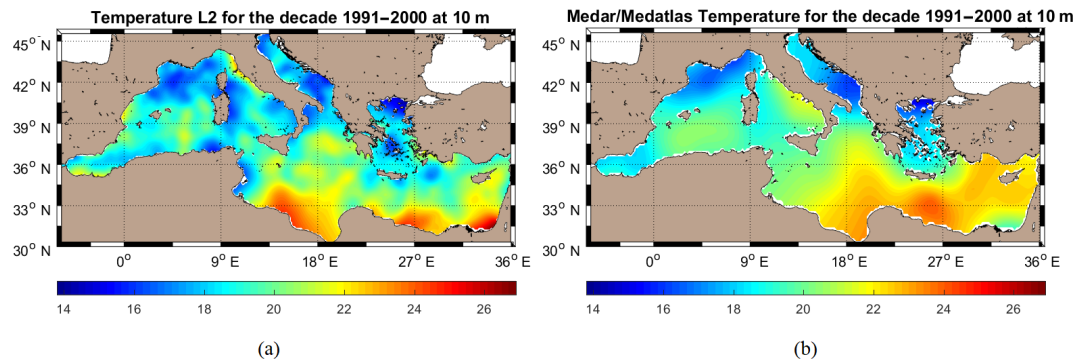 Temperature L2 for the decade 1991−2000 at 10 m
45° N
42° N
39° N
36° N
33° N
30° N
0°
9° E
18° E
27° E
36° E
14 16 18 20 22 24 26
(a)
Medar/Medatlas Temperature for the decade 1991−2000 at 10 m
45° N
42° N
39° N
36° N
33° N
30° N
0°
9° E
18° E
27° E
36° E
14 16 18 20 22 24 26
(b)